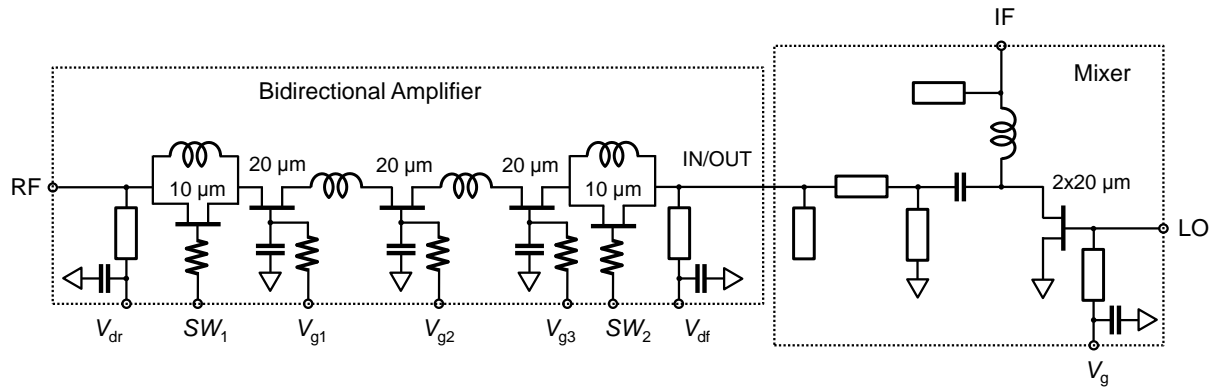 IF
Mixer
Bidirectional Amplifier
IN/OUT
20 µm
20 µm
20 µm
2x20 µm
RF
10 µm
10 µm
LO
Vdr
SW1
Vg1
Vg2
Vg3
SW2
Vdf
Vg